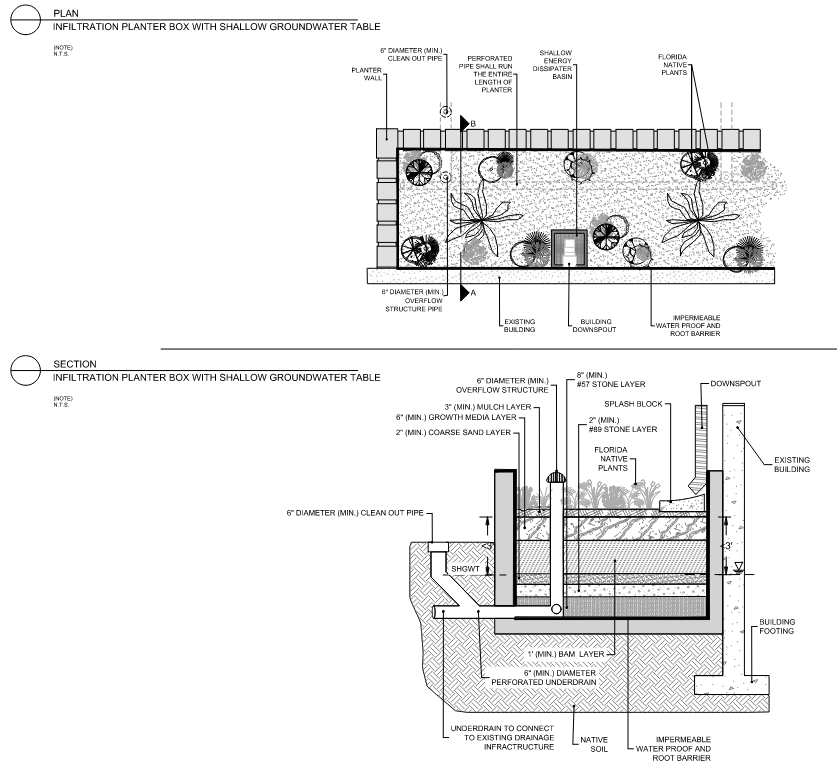 PLAN
INFILTRATION PLANTER BOX WITH SHALLOW GROUNDWATER TABLE
(NOTE)
N.T.S.
6" DIAMETER (MIN.)
CLEAN OUT PIPE
PLANTER
WALL
PERFORATED
PIPE SHALL RUN
THE ENTIRE
LENGTH OF
PLANTER
SHALLOW
ENERGY
DISSIPATER
BASIN
FLORIDA
NATIVE
PLANTS
B
A
6" DIAMETER (MIN.)
OVERFLOW
STRUCTURE PIPE
EXISTING
BUILDING
BUILDING
DOWNSPOUT
IMPERMEABLE
WATER PROOF AND
ROOT BARRIER
SECTION
INFILTRATION PLANTER BOX WITH SHALLOW GROUNDWATER TABLE
(NOTE)
N.T.S.
6" DIAMETER (MIN.)
OVERFLOW STRUCTURE
8" (MIN.)
#57 STONE LAYER
DOWNSPOUT
3" (MIN.) MULCH LAYER
6" (MIN.) GROWTH MEDIA LAYER
2" (MIN.) COARSE SAND LAYER
SPLASH BLOCK
2" (MIN.)
#89 STONE LAYER
FLORIDA
NATIVE
PLANTS
EXISTING
BUILDING
6" DIAMETER (MIN.) CLEAN OUT PIPE
<3'
<3'
SHGWT
BUILDING
FOOTING
1' (MIN.) BAM LAYER
6" (MIN.) DIAMETER
PERFORATED UNDERDRAIN
UNDERDRAIN TO CONNECT
TO EXISTING DRAINAGE
INFRACTRUCTURE
NATIVE
SOIL
IMPERMEABLE
WATER PROOF AND
ROOT BARRIER